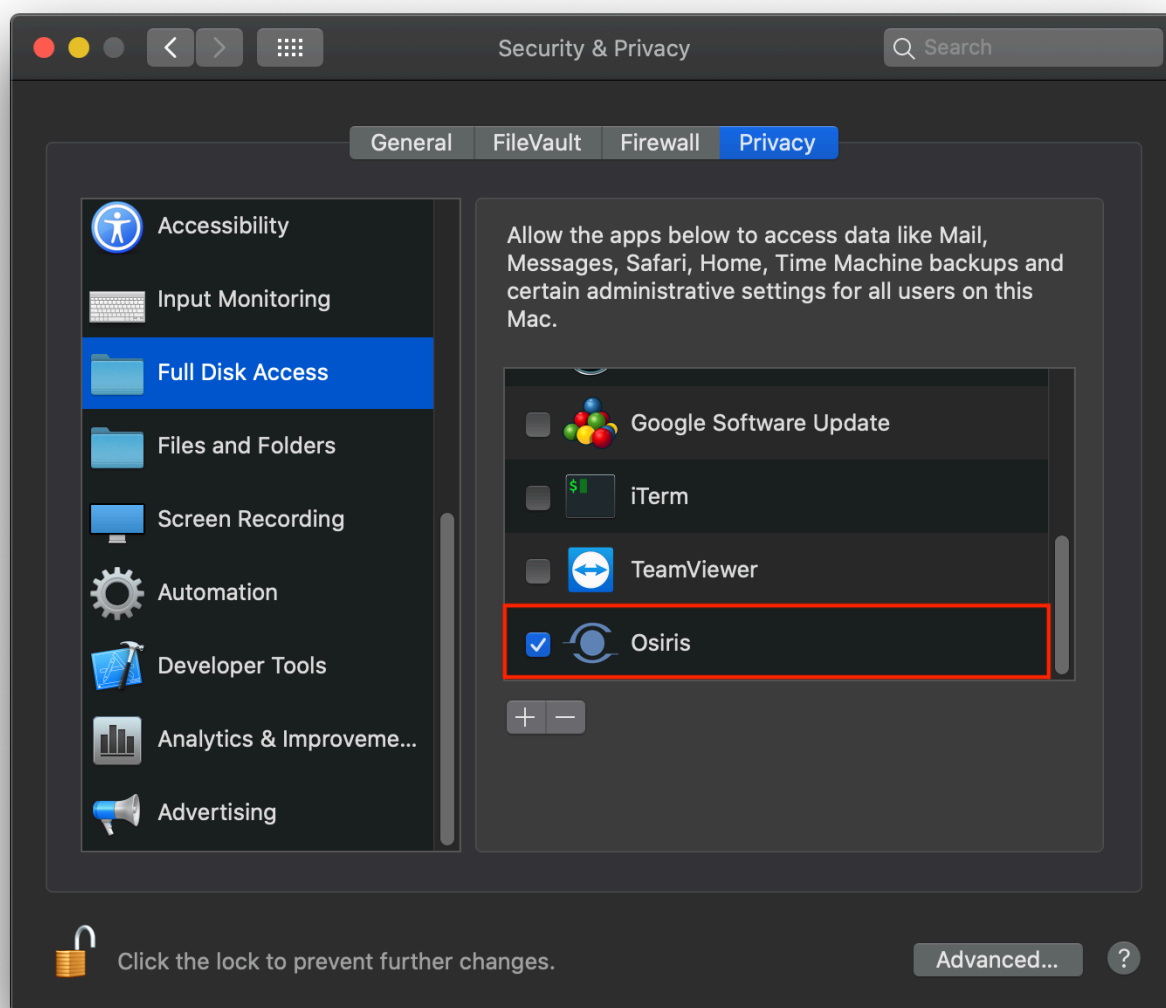 Security & Privacy
Search
General
FileVault
Firewall
Privacy
Accessibility
Input Monitoring
Full Disk Access
Files and Folders
Screen Recording
Automation
Developer Tools
Analytics & Improveme...
Advertising
Allow the apps below to access data like Mail,
Messages, Safari, Home, Time Machine backups and
certain administrative settings for all users on this
Mac.
Google Software Update
$
iTerm
TeamViewer
Osiris
Click the lock to prevent further changes.
Advanced...
?